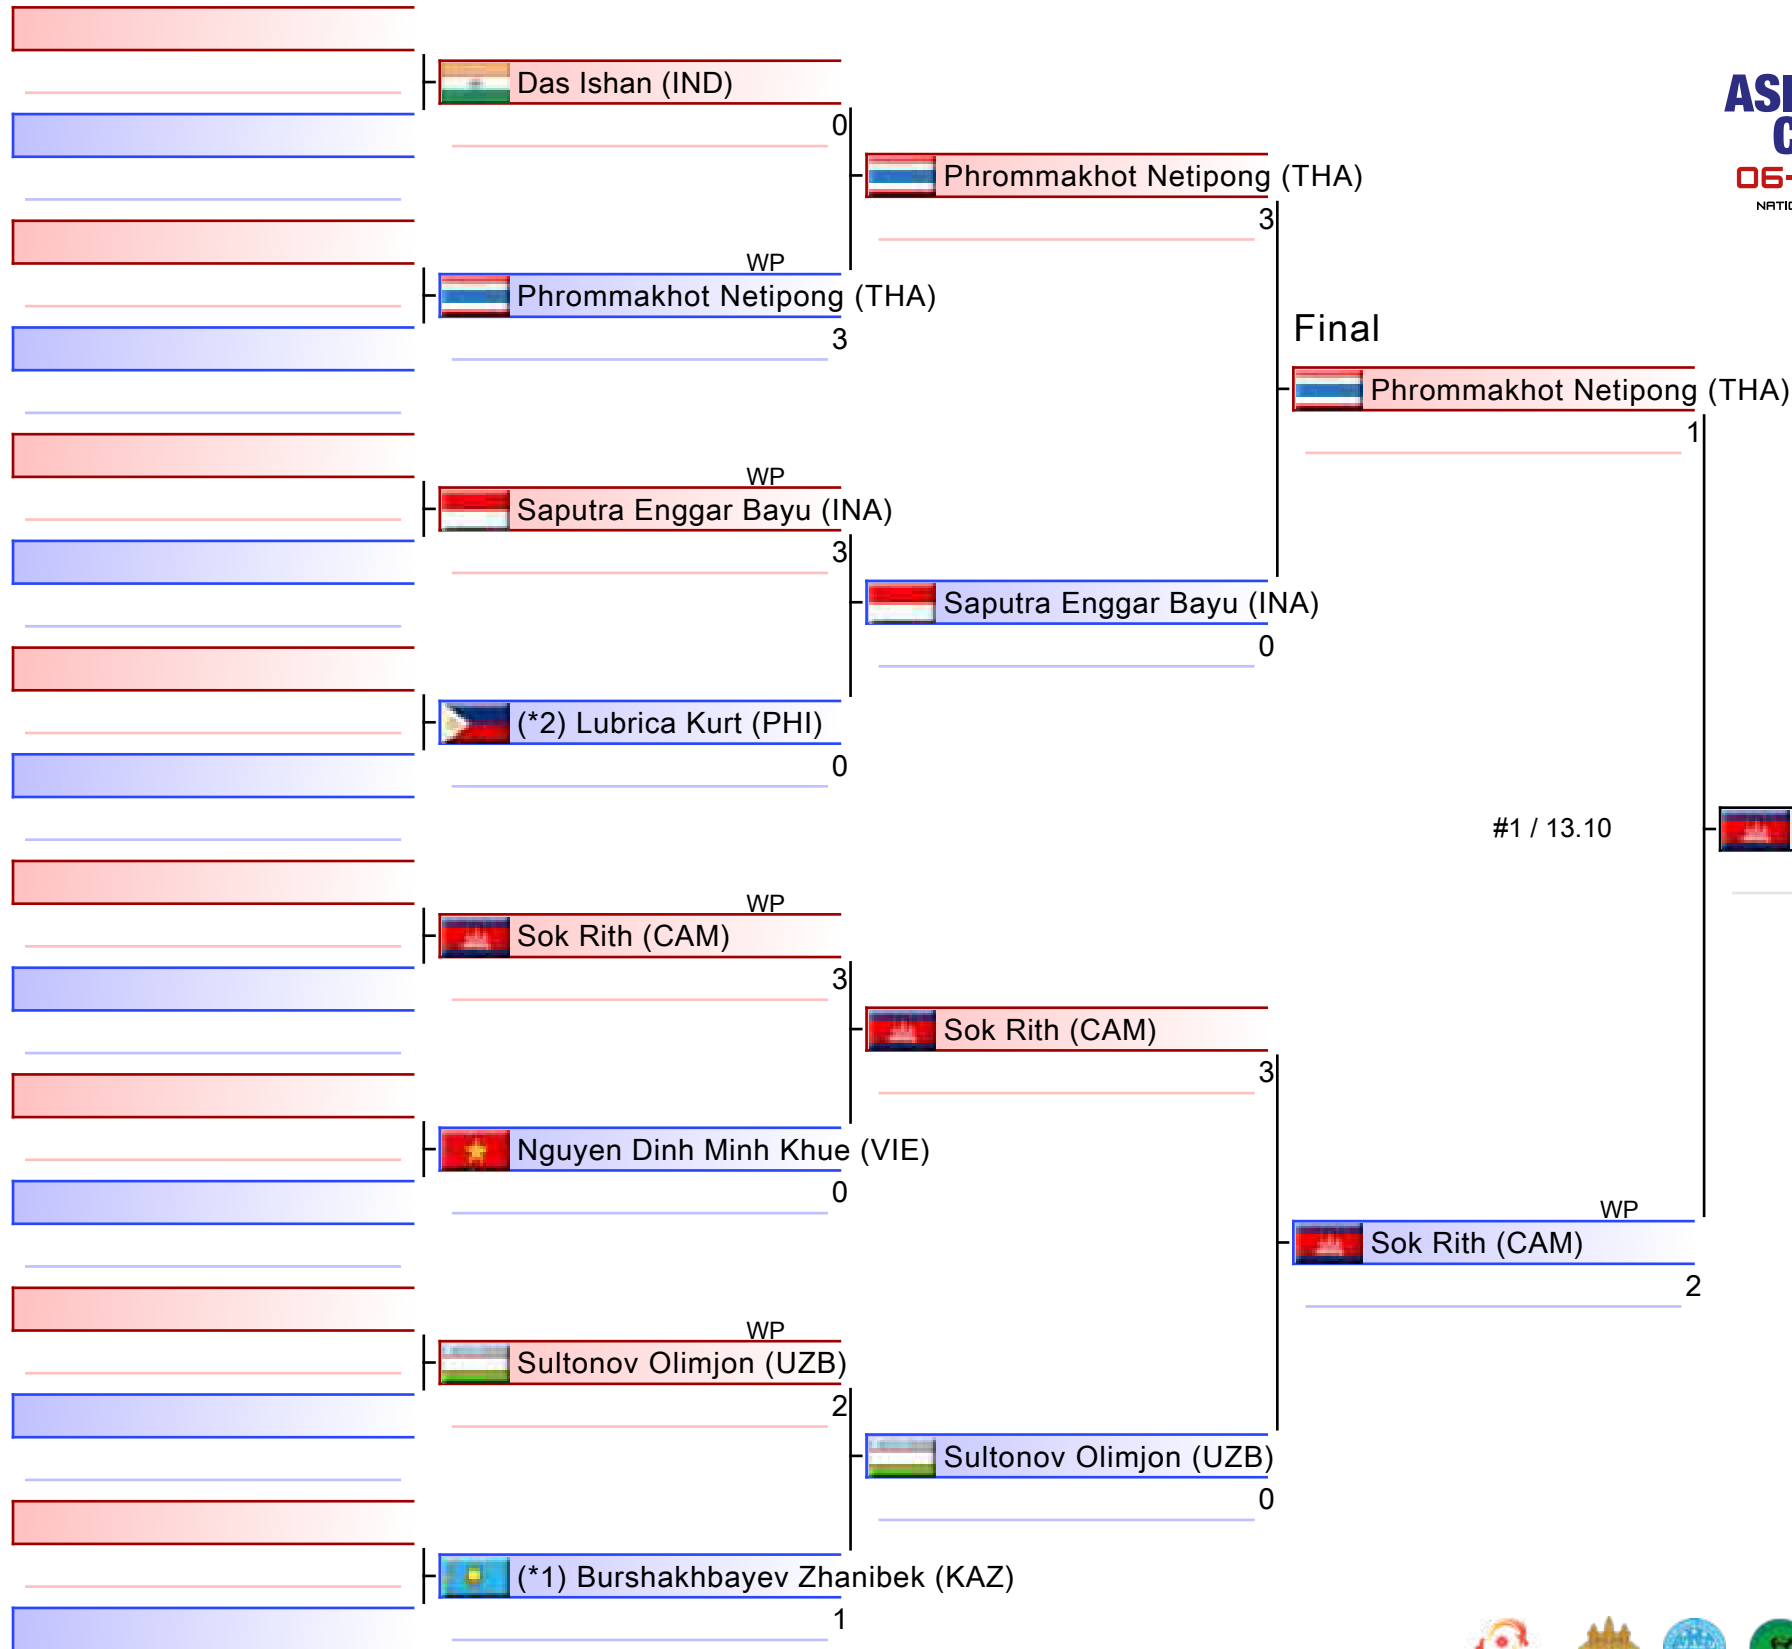 Das Ishan (IND)
0
Phrommakhot Netipong (THA)
3
WP
Phrommakhot Netipong (THA)
3
Final
Phrommakhot Netipong (THA)
1
WP
Saputra Enggar Bayu (INA)
3
Saputra Enggar Bayu (INA)
0
(*2) Lubrica Kurt (PHI)
0
#1 / 13.10
WP
Sok Rith (CAM)
3
Sok Rith (CAM)
3
Nguyen Dinh Minh Khue (VIE)
0
WP
Sok Rith (CAM)
2
WP
Sultonov Olimjon (UZB)
2
Sultonov Olimjon (UZB)
0
(*1) Burshakhbayev Zhanibek (KAZ)
1